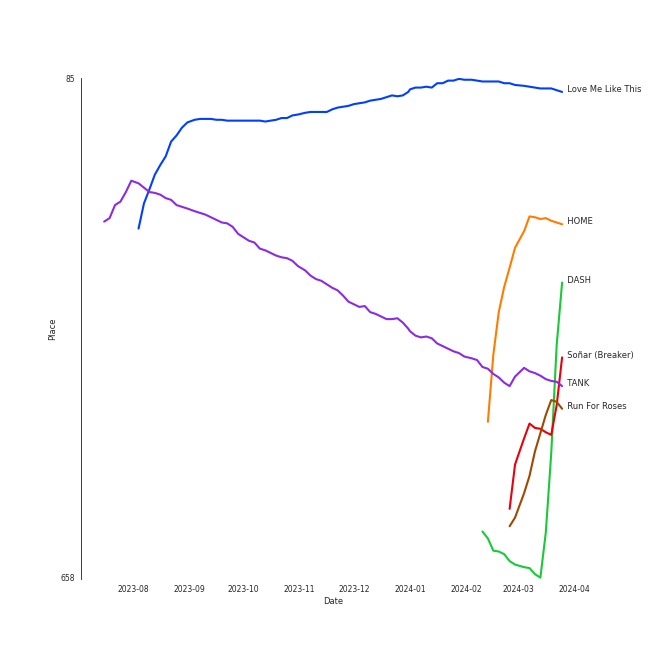 85
Love Me Like This
HOME
DASH
Place
Soñar (Breaker)
TANK
Run For Roses
658
2023-08 2023-09 2023-10 2023-11 2023-12 2024-01 2024-02 2024-03 2024-04
Date